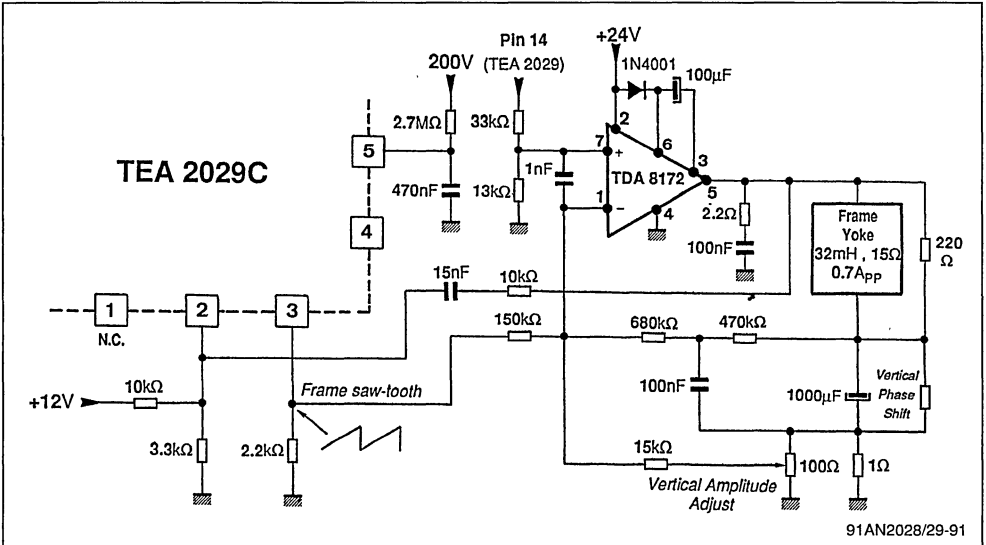 +24V
Pin 14
(TEA 2029)
200V
1N4001
100µF
2.7MΩ
33kΩ
2
6
3
7
+
5
TEA 2029C
1nF
TDA 8172
5
470nF
13kΩ
1
−
4
2.2Ω
4
100nF
Frame
Yoke
32mH , 15Ω
0.7APP
220
Ω
15nF
10kΩ
1
2
3
N.C.
150kΩ
680kΩ
470kΩ
10kΩ
+12V
Frame saw-tooth
100nF
1000µF
Vertical
Phase
Shift
3.3kΩ
2.2kΩ
15kΩ
100Ω
1Ω
Vertical Amplitude
Adjust
91AN2028/29-91